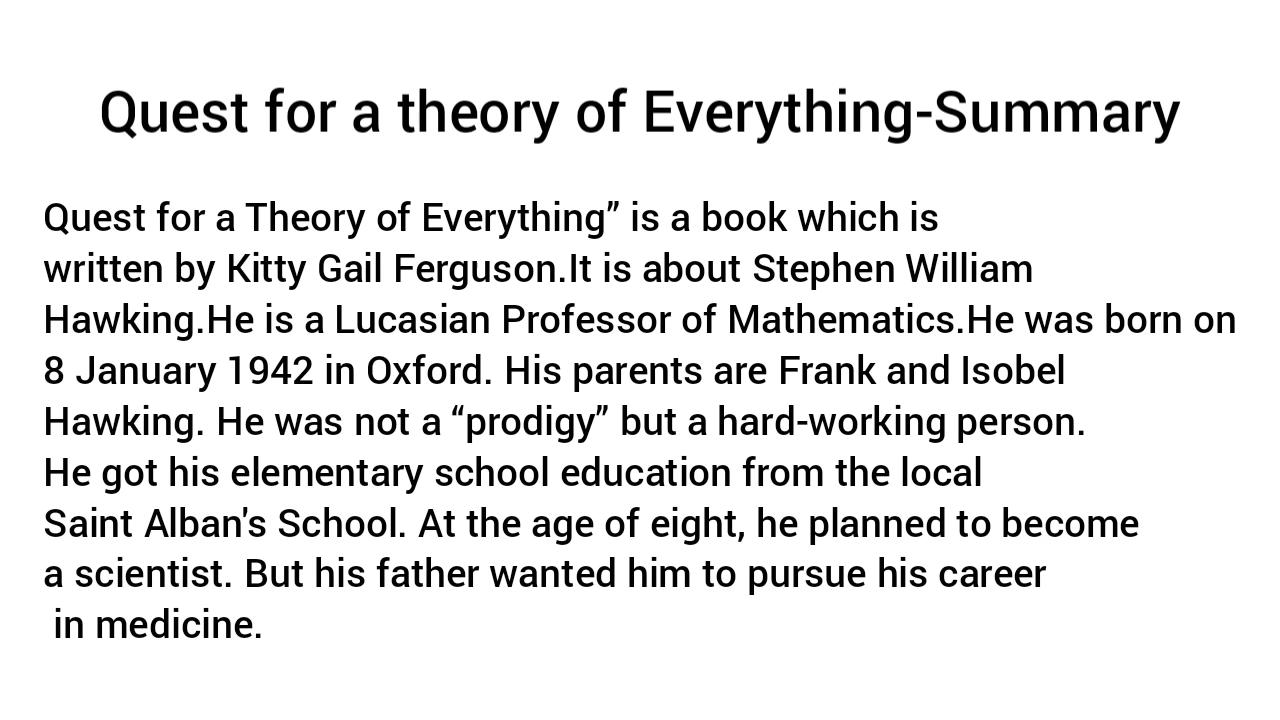 Quest for a theory of Everything-Summary
Quest for a Theory of Everything” is a book which is
written by Kitty Gail Ferguson.It is about Stephen William
Hawking.He is a Lucasian Professor of Mathematics.He was born on
8 January 1942 in Oxford. His parents are Frank and Isobel
Hawking. He was not a “prodigy” but a hard-working person.
He got his elementary school education from the local
Saint Alban's School. At the age of eight, he planned to become
a scientist. But his father wanted him to pursue his career
in medicine.